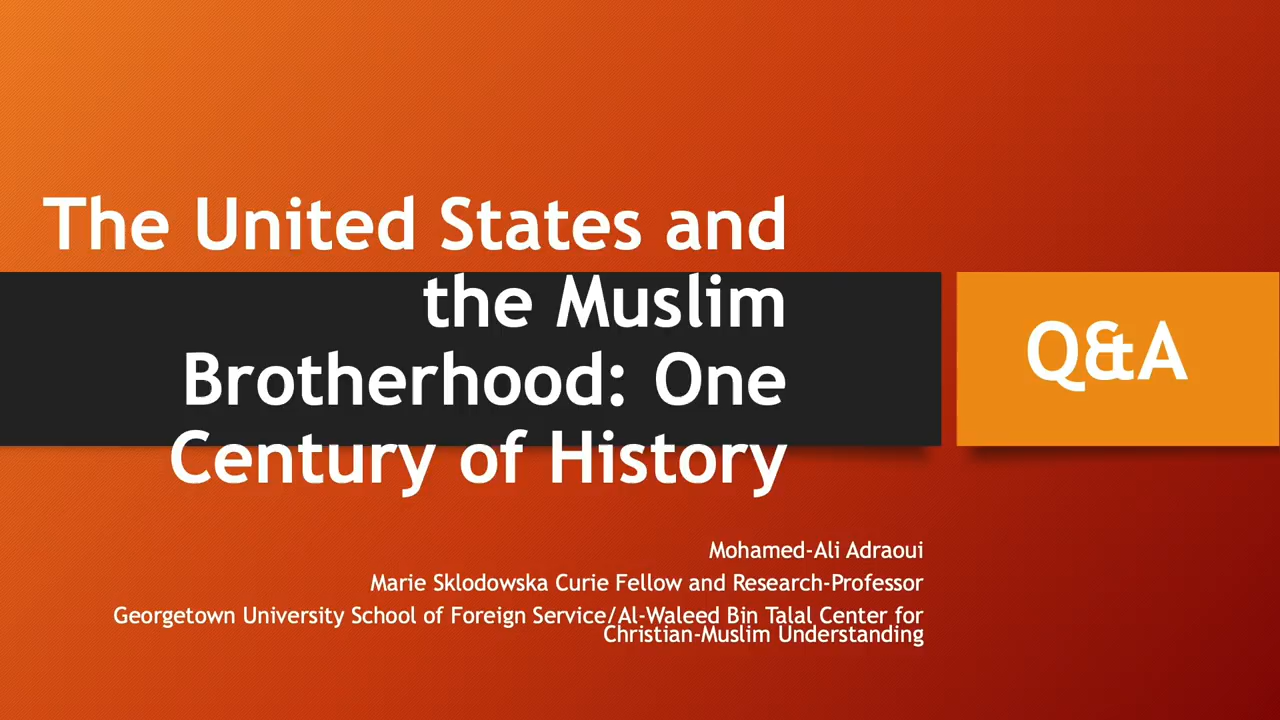 The United States and
the Muslim
Brotherhood: One
Century of History
Q&A
Mohamed-Ali Adraoui
Marie Sklodowska Curie Fellow and Research-Professor
Georgetown University School of Foreign Service/Al-Waleed Bin Talal Center for
Christian-Muslim Understanding